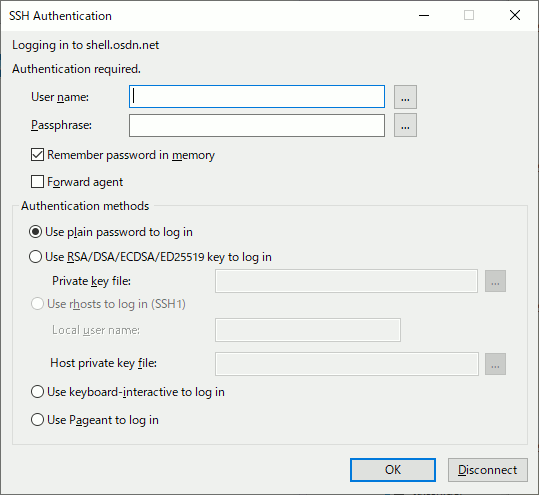 SSH Authentication
Logging in to shell.osdn.net
Authentication required.
User name:
...
Passphrase:
...
Remember password in memory
Forward agent
Authentication methods
Use plain password to log in
Use RSA/DSA/ECDSA/ED25519 key to log in
Private key file:
...
Use rhosts to log in (SSH1)
Local user name:
Host private key file:
...
Use keyboard-interactive to log in
Use Pageant to log in
OK
Disconnect